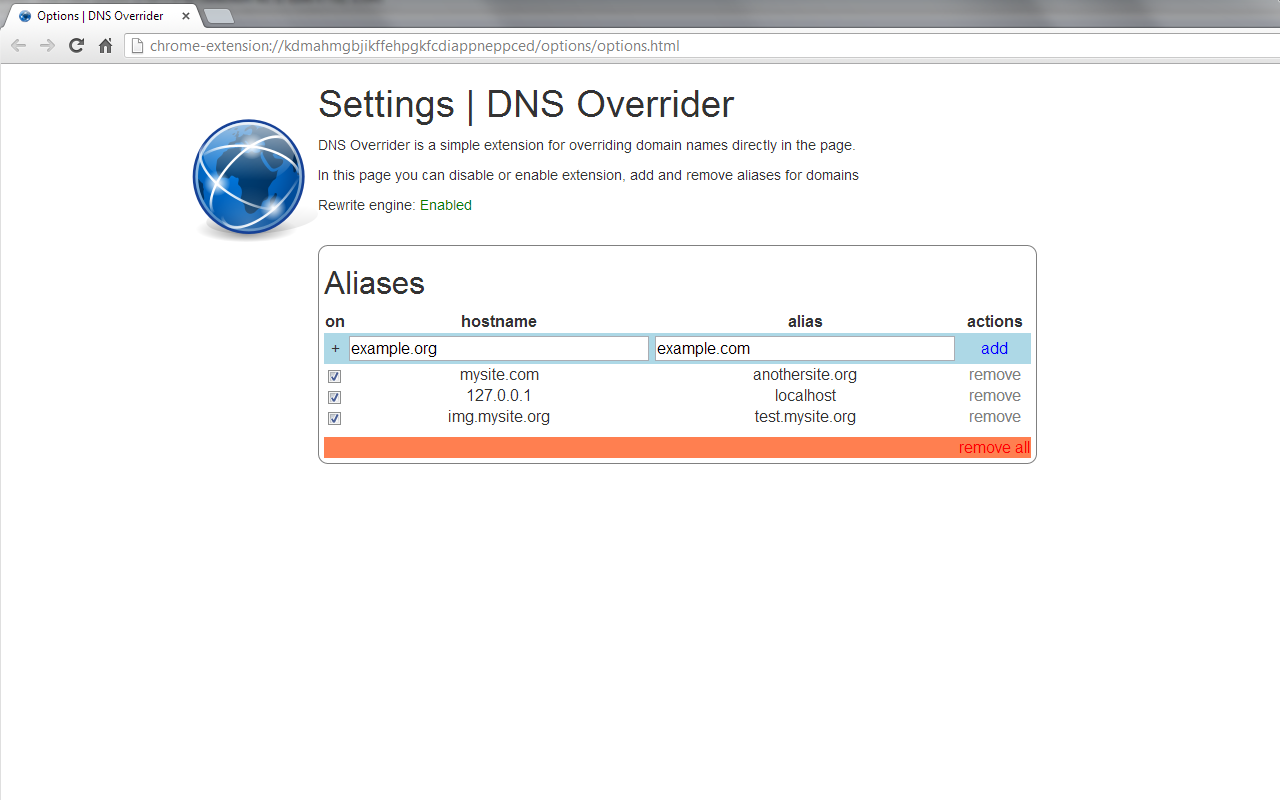 Options | DNS Overrider
chrome-extension://kdmahmgbjikffehpgkfcdiappneppced/options/options.html
Settings | DNS Overrider
DNS Overrider is a simple extension for overriding domain names directly in the page.
In this page you can disable or enable extension, add and remove aliases for domains
Rewrite engine: Enabled
Aliases
on hostname alias actions
+ example.org example.com add
mysite.com anothersite.org remove
127.0.0.1 localhost remove
img.mysite.org test.mysite.org remove
remove all